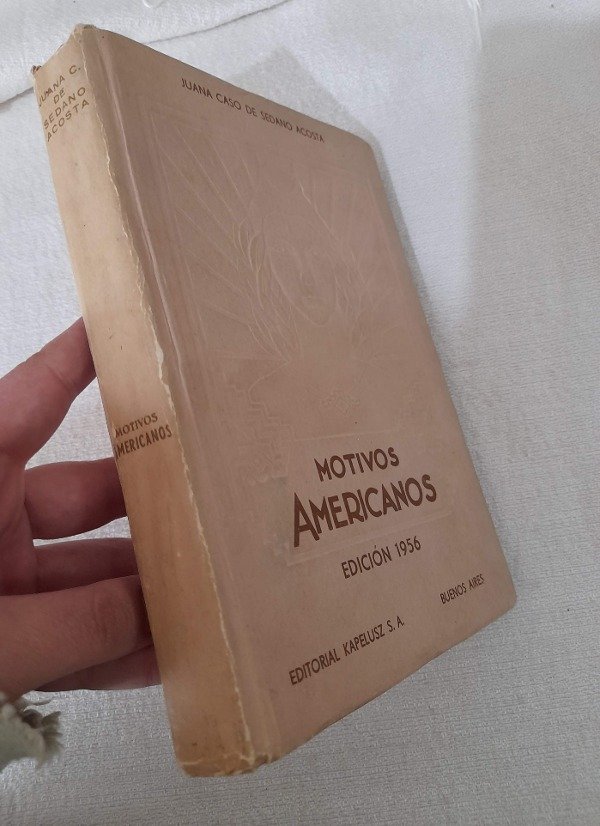 JUANA C.
DE
SEDANO
ACOSTA
MOTIVOS
AMERICANOS
JUANA CASO DE SEDANO ACOSTA
MOTIVOS
AMERICANOS
EDICIÓN 1956
EDITORIAL KAPELUSZ S. A.
BUENOS AIRES